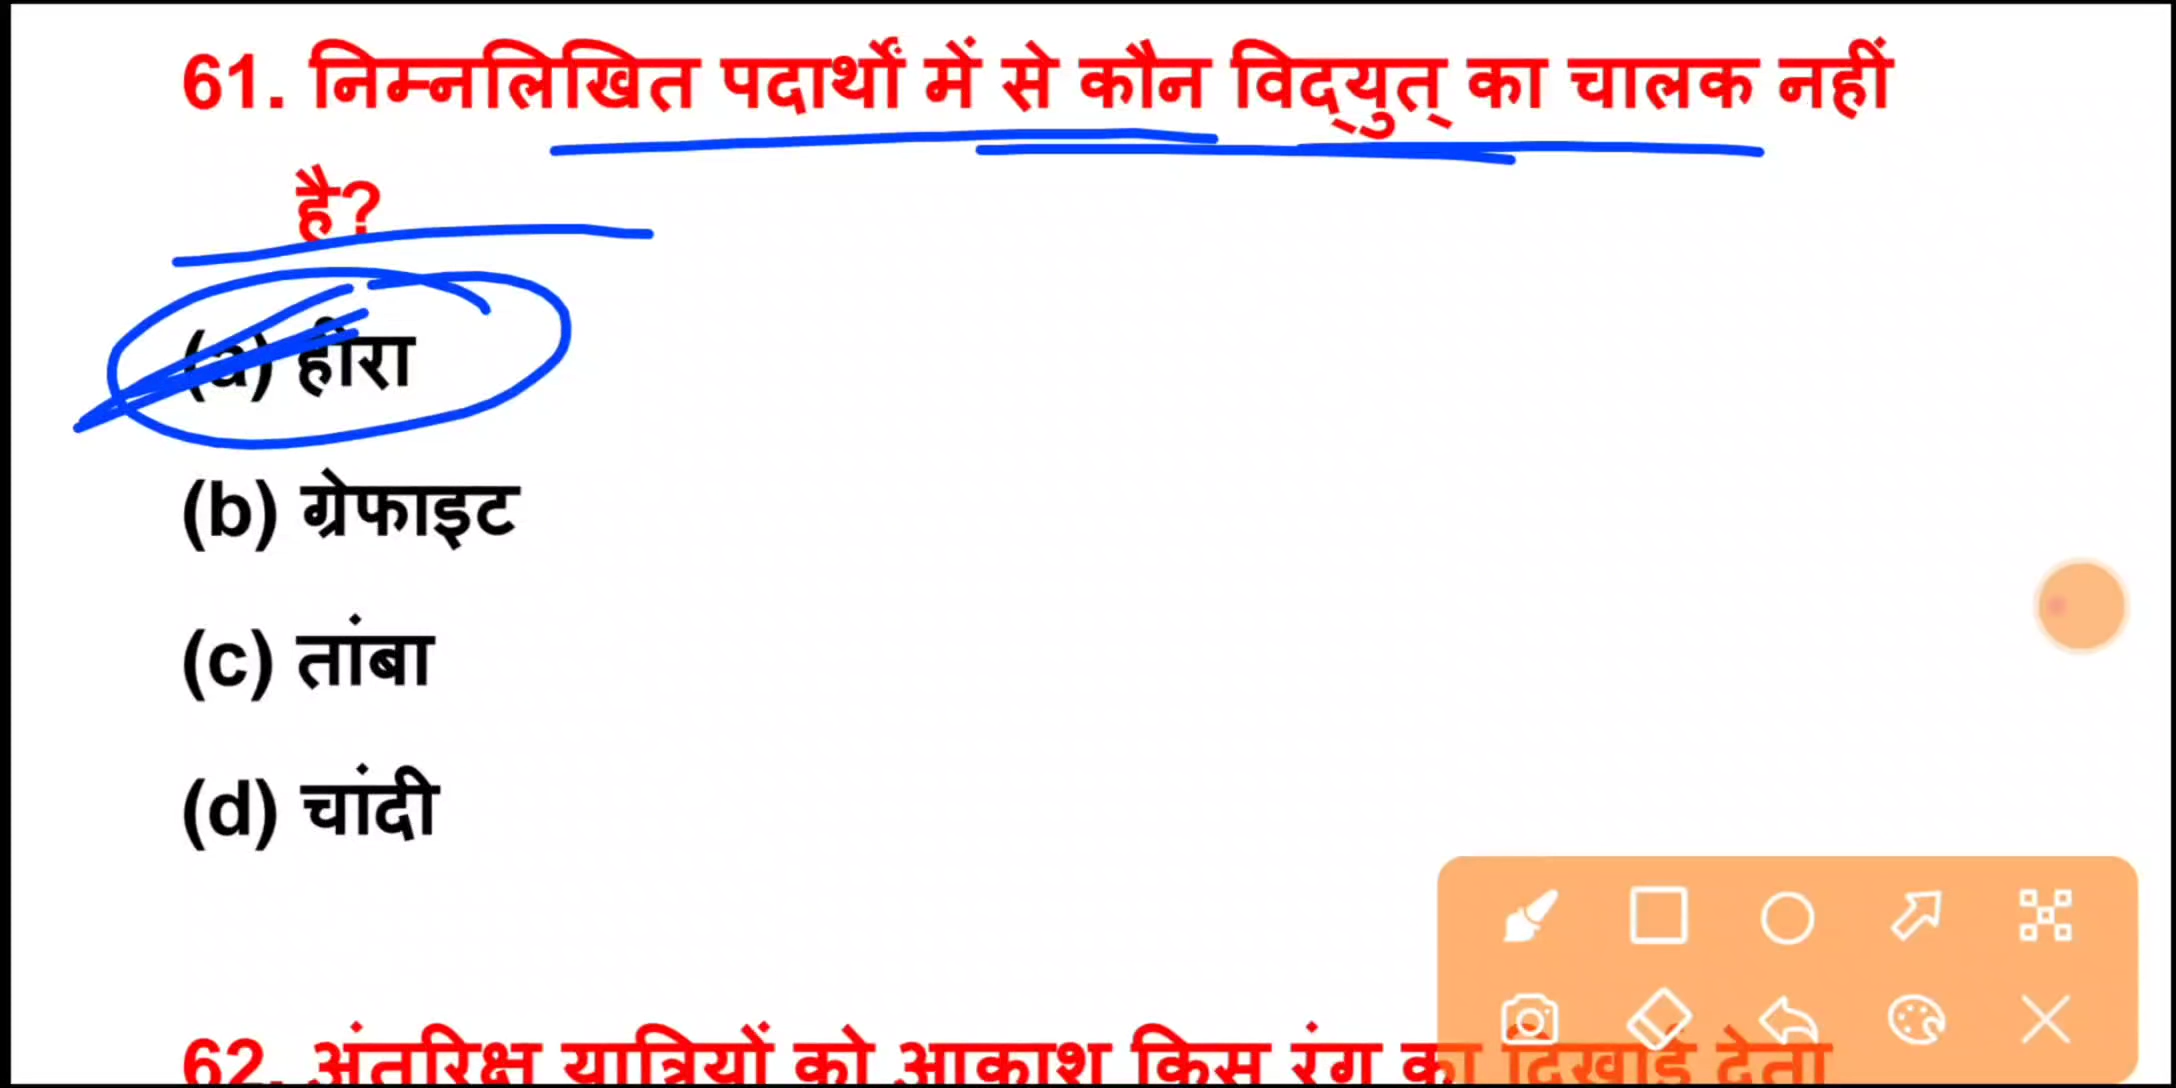 61. निम्नलिखित पदार्थों में से कौन विद्युत् का चालक नहीं
है?
(a) हीरा
(b) ग्रेफाइट
(c) तांबा
(d) चांदी
62. अंतरिक्ष यात्रियों को आकाश किस रंग का दिखाई देता